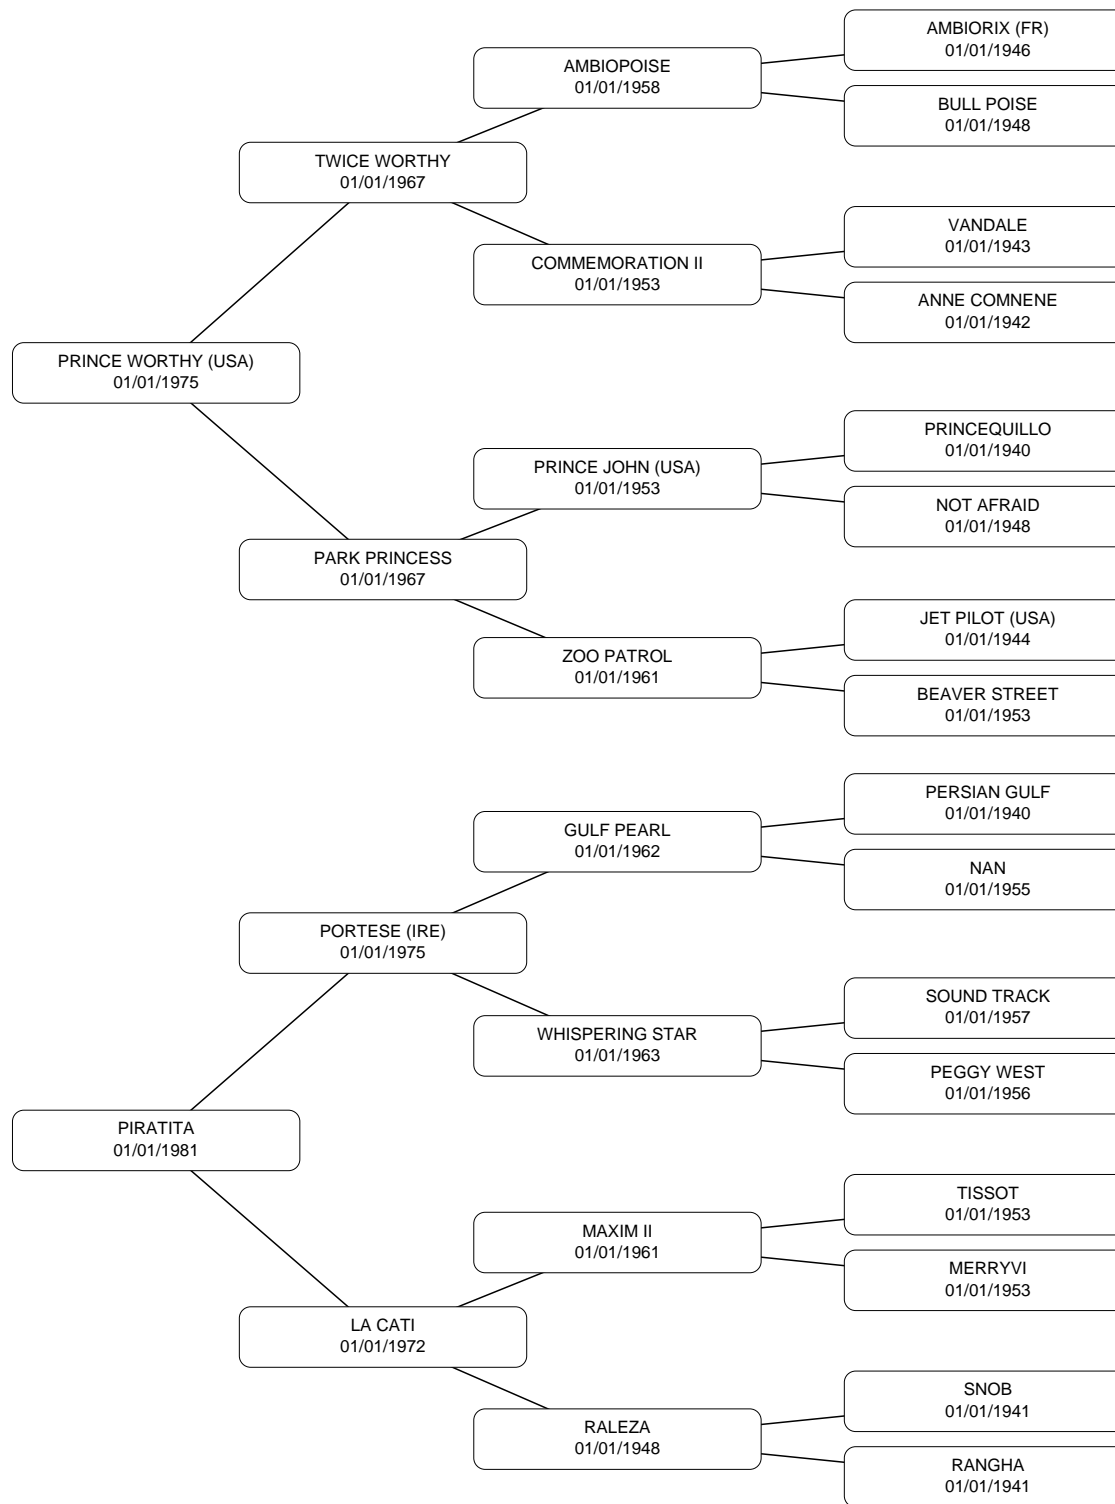 AMBIORIX (FR)
01/01/1946
AMBIOPOISE
01/01/1958
BULL POISE
01/01/1948
TWICE WORTHY
01/01/1967
VANDALE
01/01/1943
COMMEMORATION II
01/01/1953
ANNE COMNENE
01/01/1942
PRINCE WORTHY (USA)
01/01/1975
PRINCEQUILLO
01/01/1940
PRINCE JOHN (USA)
01/01/1953
NOT AFRAID
01/01/1948
PARK PRINCESS
01/01/1967
JET PILOT (USA)
01/01/1944
ZOO PATROL
01/01/1961
BEAVER STREET
01/01/1953
PERSIAN GULF
01/01/1940
GULF PEARL
01/01/1962
NAN
01/01/1955
PORTESE (IRE)
01/01/1975
SOUND TRACK
01/01/1957
WHISPERING STAR
01/01/1963
PEGGY WEST
01/01/1956
PIRATITA
01/01/1981
TISSOT
01/01/1953
MAXIM II
01/01/1961
MERRYVI
01/01/1953
LA CATI
01/01/1972
SNOB
01/01/1941
RALEZA
01/01/1948
RANGHA
01/01/1941